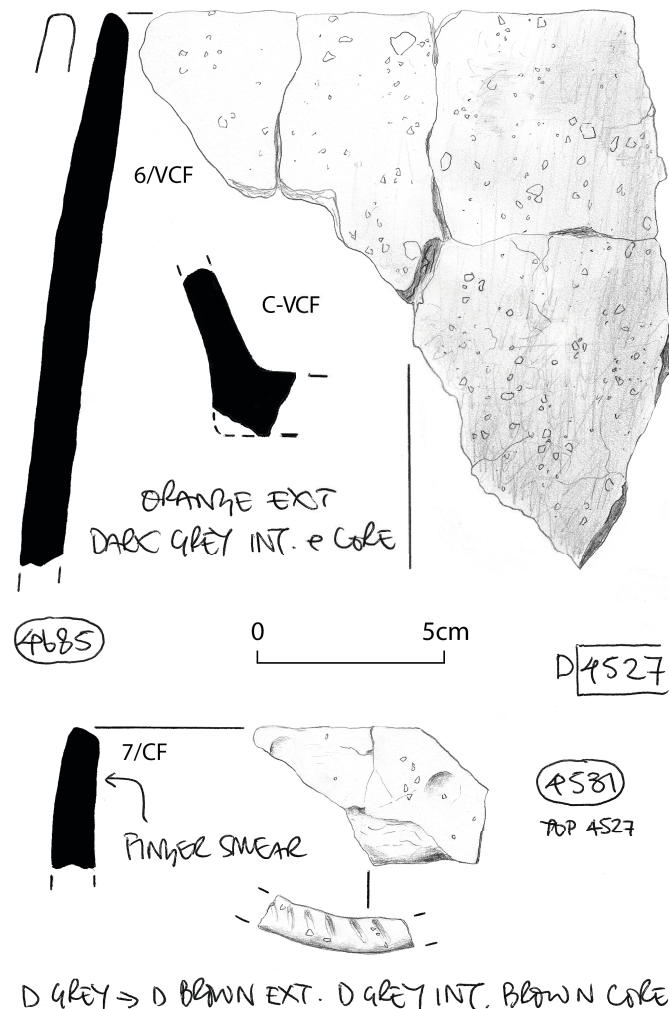 6/VCF
C-VCF
ORANGE EXT
DARK GREY INT. & CORE
4685
0 5cm
D 4527
7/CF
4531
TOP 4527
FINGER SMEAR
D GREY → D BROWN EXT. D GREY INT. BROWN CORE